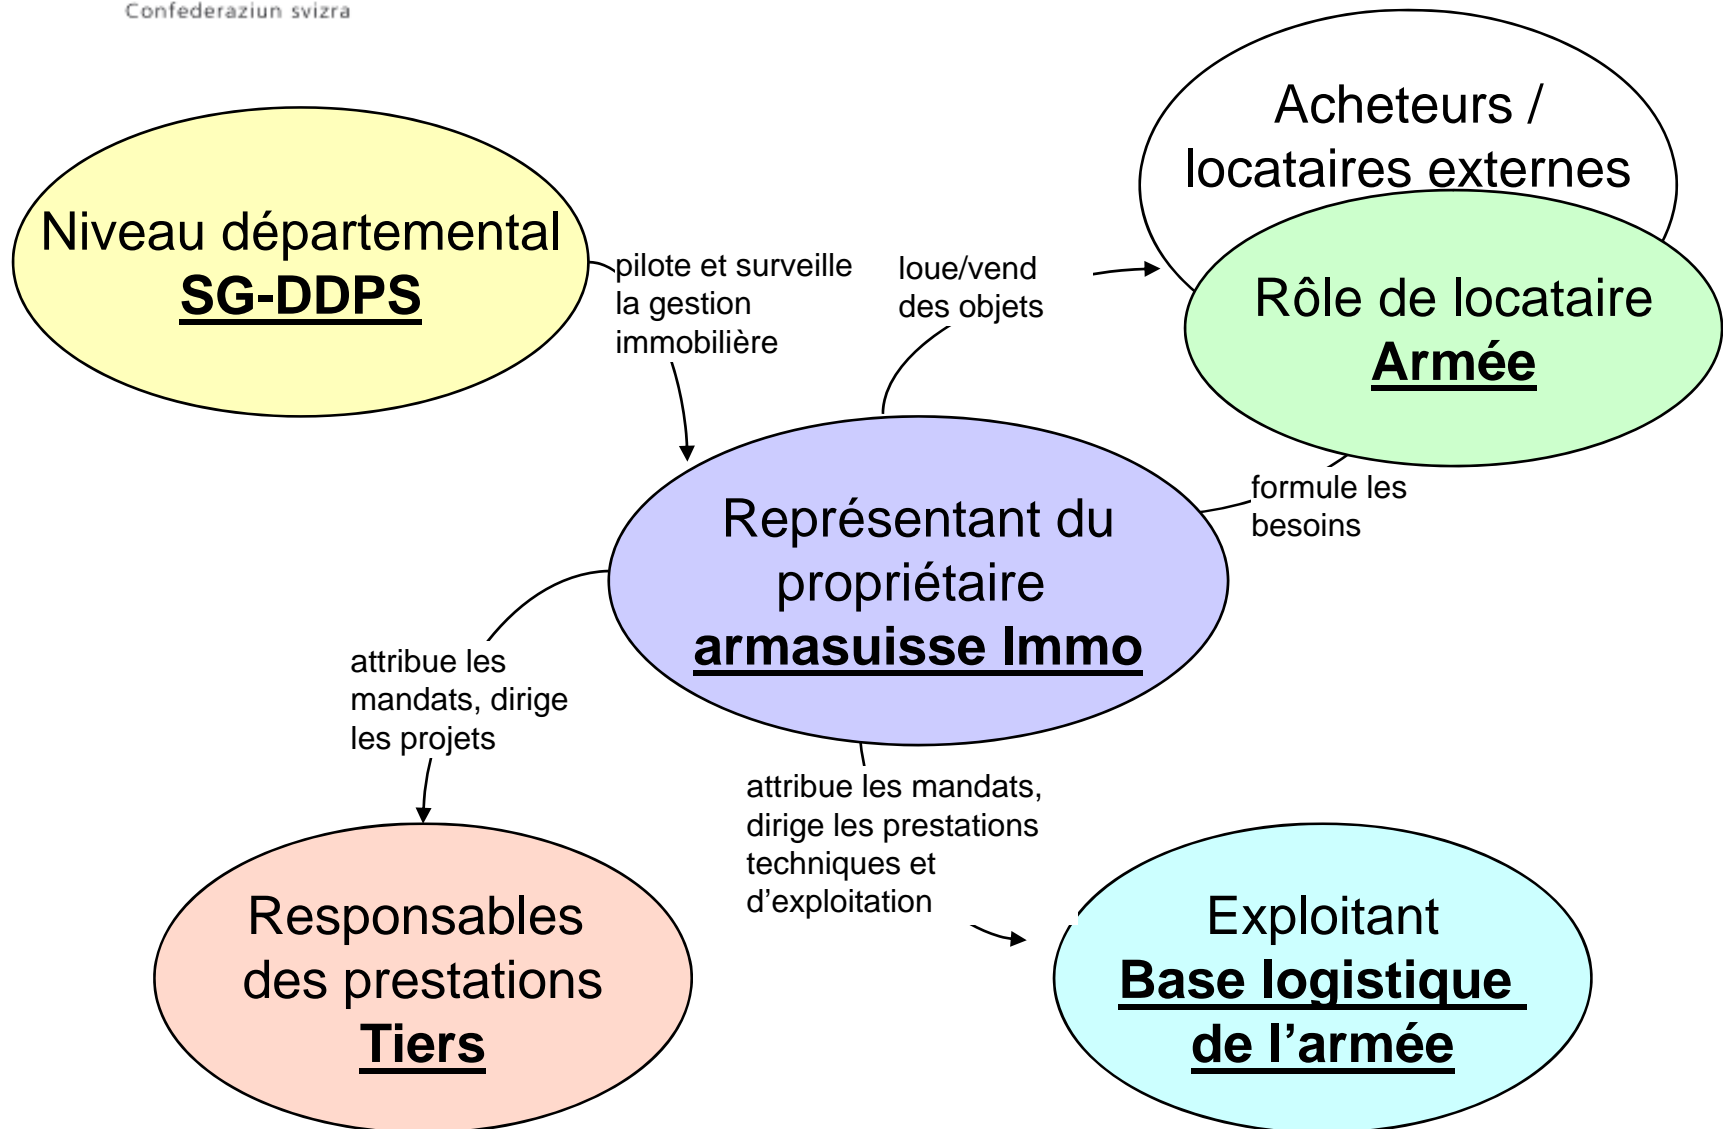 Confederaziun svizra
Acheteurs /
locataires externes
Niveau départemental
SG-DDPS
pilote et surveille
la gestion
immobilière
loue/vend
des objets
Rôle de locataire
Armée
formule les
besoins
Représentant du
propriétaire
armasuisse Immo
attribue les
mandats, dirige
les projets
attribue les mandats,
dirige les prestations
techniques et
d’exploitation
Responsables
des prestations
Tiers
Exploitant
Base logistique
de l’armée